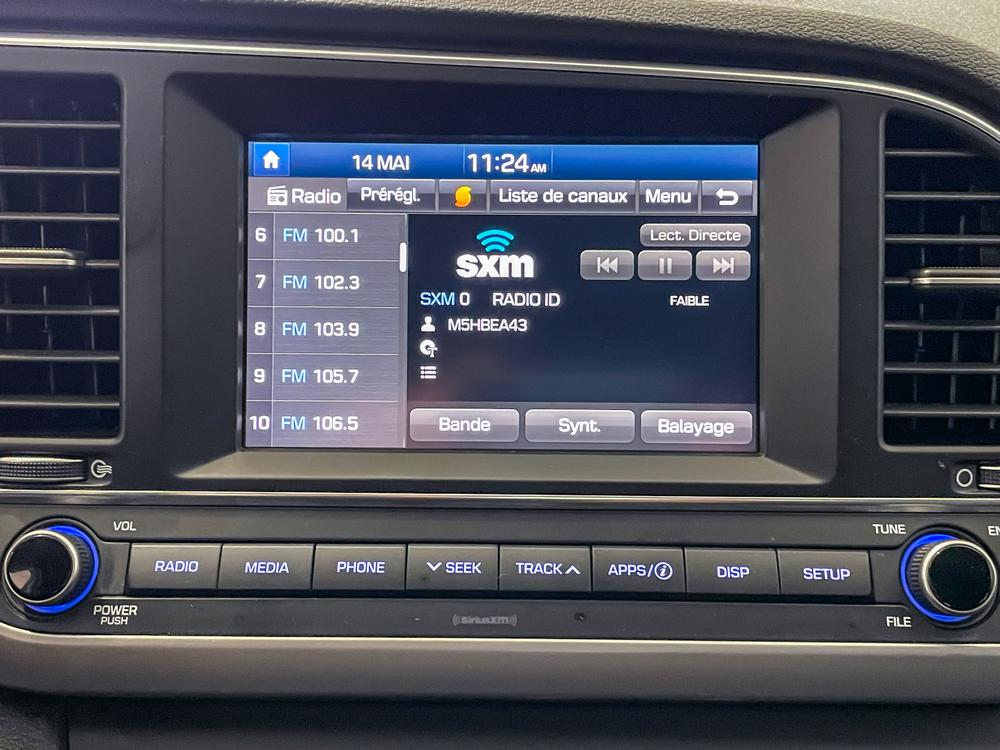 14 MAI 11:24 AM
Radio Prérégl. Liste de canaux Menu
6 FM 100.1
7 FM 102.3
8 FM 103.9
9 FM 105.7
10 FM 106.5
sxm
Lect. Directe
SXM 0 RADIO ID FAIBLE
M5HBEA43
Bande Synt. Balayage
VOL TUNE
RADIO MEDIA PHONE SEEK TRACK APPS/i DISP SETUP
POWER
PUSH
SiriusXM
FILE